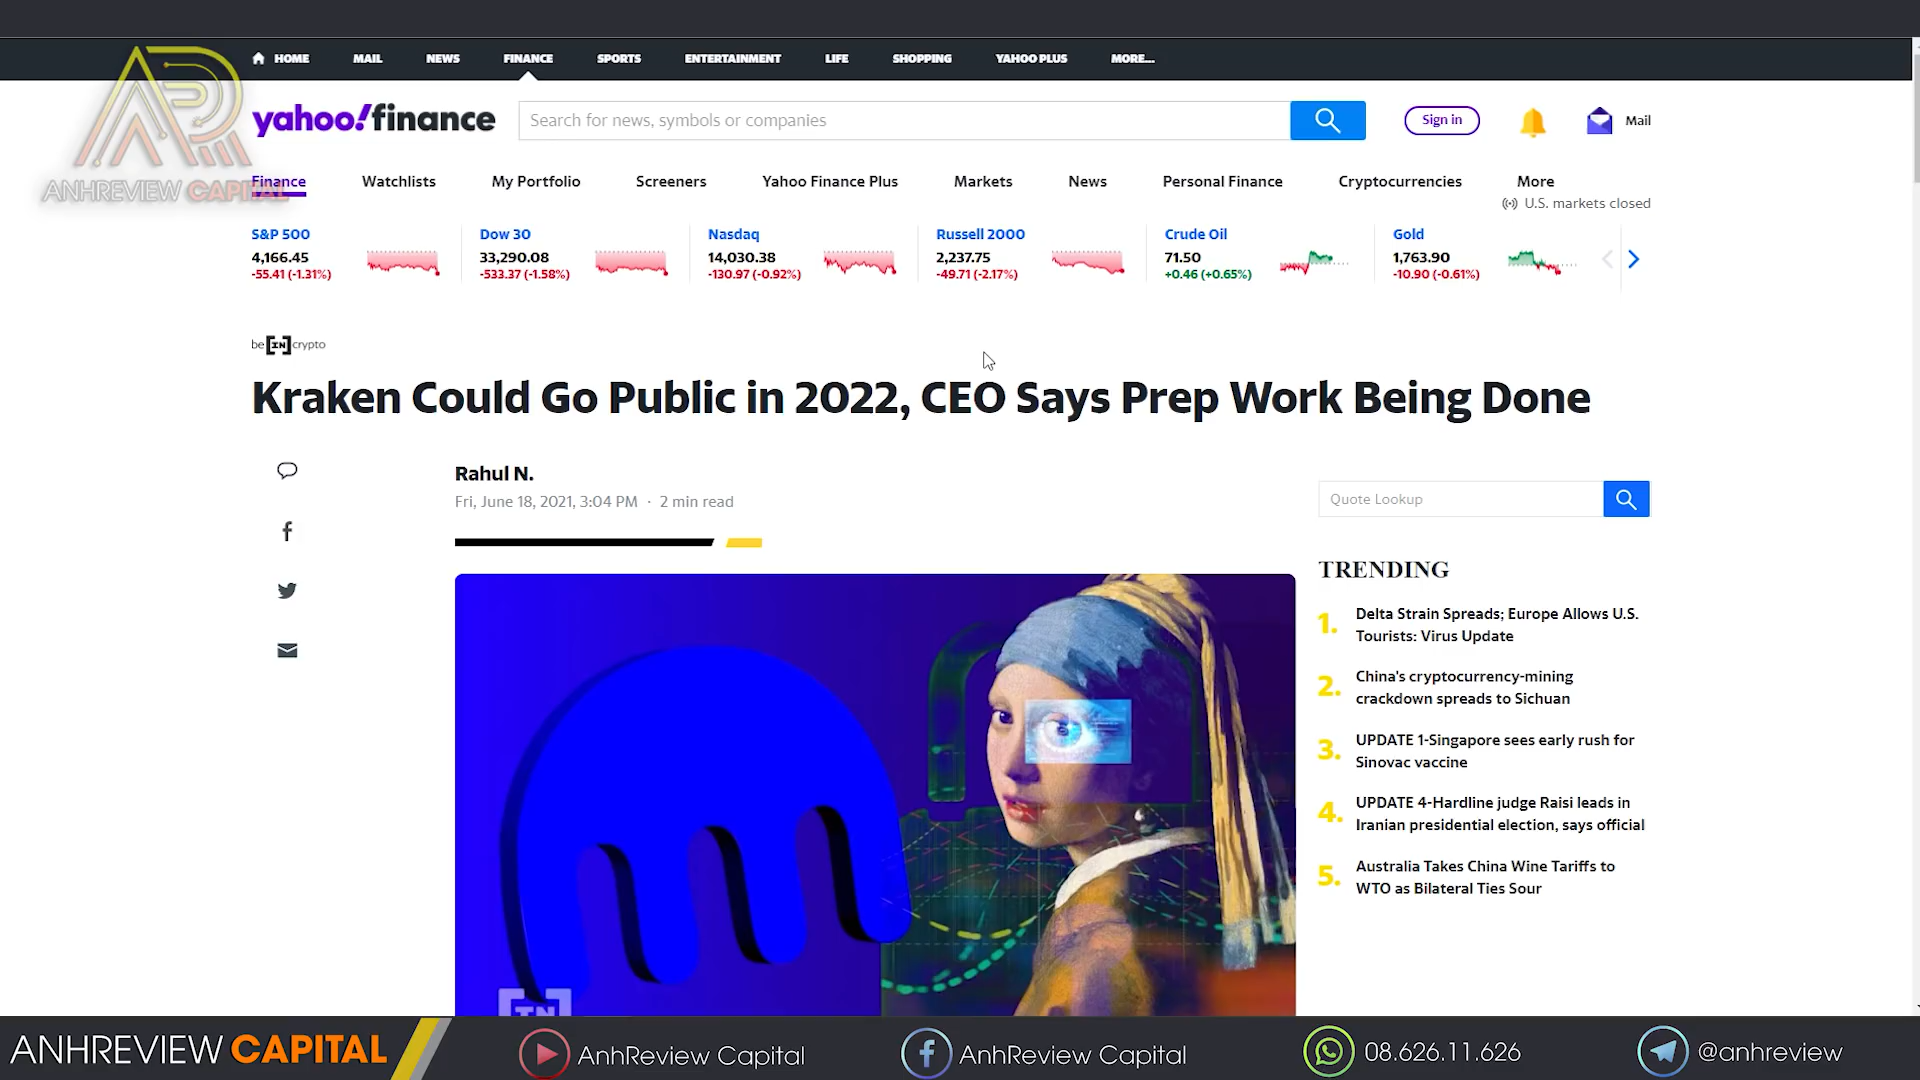 HOME MAIL NEWS FINANCE SPORTS ENTERTAINMENT LIFE SHOPPING YAHOO PLUS MORE...
yahoo!finance
Search for news, symbols or companies
Sign in
Mail
ANHREVIEW CAPITAL
Finance Watchlists My Portfolio Screeners Yahoo Finance Plus Markets News Personal Finance Cryptocurrencies More
U.S. markets closed
S&P 500 Dow 30 Nasdaq Russell 2000 Crude Oil Gold
4,166.45 33,290.08 14,030.38 2,237.75 71.50 1,763.90
-55.41 (-1.31%) -533.37 (-1.58%) -130.97 (-0.92%) -49.71 (-2.17%) +0.46 (+0.65%) -10.90 (-0.61%)
be[IN]crypto
Kraken Could Go Public in 2022, CEO Says Prep Work Being Done
Rahul N.
Fri, June 18, 2021, 3:04 PM · 2 min read
Quote Lookup
TRENDING
1. Delta Strain Spreads; Europe Allows U.S.
Tourists: Virus Update
2. China's cryptocurrency-mining
crackdown spreads to Sichuan
3. UPDATE 1-Singapore sees early rush for
Sinovac vaccine
4. UPDATE 4-Hardline judge Raisi leads in
Iranian presidential election, says official
5. Australia Takes China Wine Tariffs to
WTO as Bilateral Ties Sour
[IN]
ANHREVIEW CAPITAL
AnhReview Capital
AnhReview Capital
08.626.11.626
@anhreview